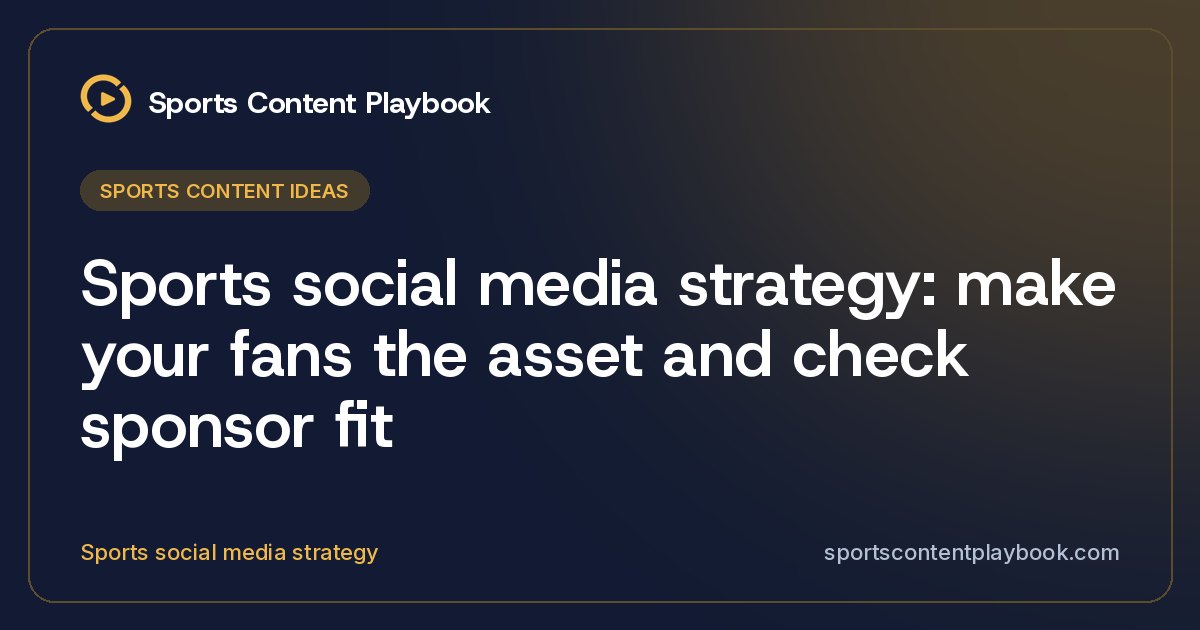 Sports Content Playbook
SPORTS CONTENT IDEAS
Sports social media strategy: make
your fans the asset and check
sponsor fit
Sports social media strategy
sportscontentplaybook.com